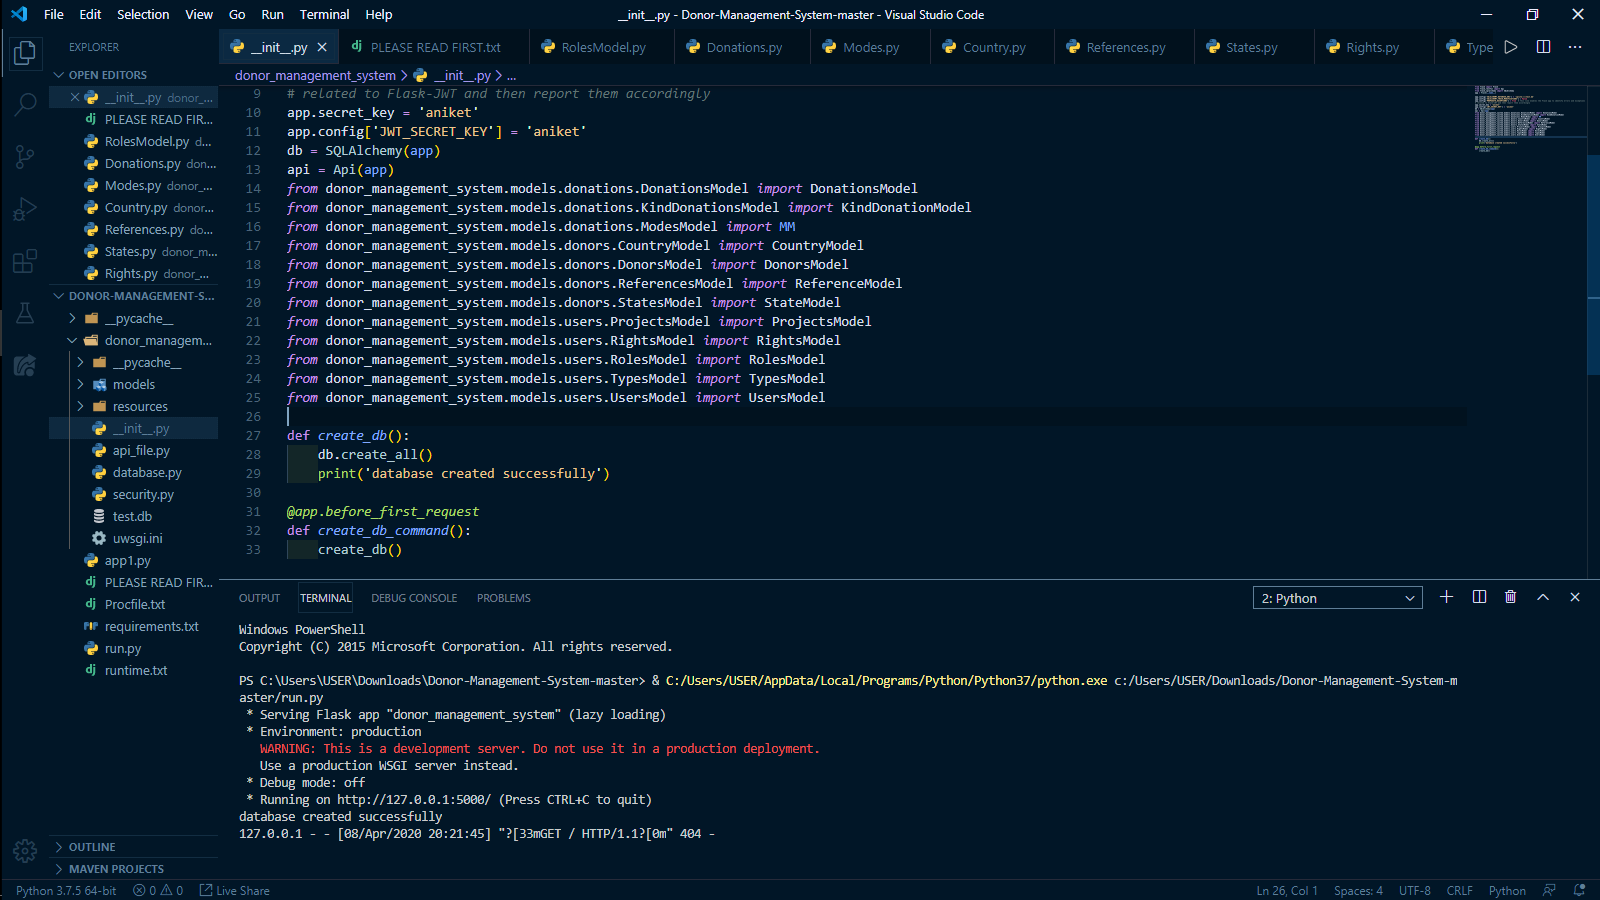 File Edit Selection View Go Run Terminal Help
__init__.py - Donor-Management-System-master - Visual Studio Code
EXPLORER
OPEN EDITORS
__init__.py donor_...
PLEASE READ FIR...
RolesModel.py d...
Donations.py don...
Modes.py donor_...
Country.py donor...
References.py do...
States.py donor_m...
Rights.py donor_...
DONOR-MANAGEMENT-S...
__pycache__
donor_managem...
__pycache__
models
resources
__init__.py
api_file.py
database.py
security.py
test.db
uwsgi.ini
app1.py
PLEASE READ FIR...
Procfile.txt
requirements.txt
run.py
runtime.txt
OUTLINE
MAVEN PROJECTS
__init__.py PLEASE READ FIRST.txt RolesModel.py Donations.py Modes.py Country.py References.py States.py Rights.py Type
donor_management_system > __init__.py > ...
9 # related to Flask-JWT and then report them accordingly
10 app.secret_key = 'aniket'
11 app.config['JWT_SECRET_KEY'] = 'aniket'
12 db = SQLAlchemy(app)
13 api = Api(app)
14 from donor_management_system.models.donations.DonationsModel import DonationsModel
15 from donor_management_system.models.donations.KindDonationsModel import KindDonationModel
16 from donor_management_system.models.donations.ModesModel import MM
17 from donor_management_system.models.donors.CountryModel import CountryModel
18 from donor_management_system.models.donors.DonorsModel import DonorsModel
19 from donor_management_system.models.donors.ReferencesModel import ReferenceModel
20 from donor_management_system.models.donors.StatesModel import StateModel
21 from donor_management_system.models.users.ProjectsModel import ProjectsModel
22 from donor_management_system.models.users.RightsModel import RightsModel
23 from donor_management_system.models.users.RolesModel import RolesModel
24 from donor_management_system.models.users.TypesModel import TypesModel
25 from donor_management_system.models.users.UsersModel import UsersModel
26
27 def create_db():
28 db.create_all()
29 print('database created successfully')
30
31 @app.before_first_request
32 def create_db_command():
33 create_db()
OUTPUT TERMINAL DEBUG CONSOLE PROBLEMS
2: Python
Windows PowerShell
Copyright (C) 2015 Microsoft Corporation. All rights reserved.
PS C:\Users\USER\Downloads\Donor-Management-System-master> & C:/Users/USER/AppData/Local/Programs/Python/Python37/python.exe c:/Users/USER/Downloads/Donor-Management-System-m
aster/run.py
* Serving Flask app "donor_management_system" (lazy loading)
* Environment: production
WARNING: This is a development server. Do not use it in a production deployment.
Use a production WSGI server instead.
* Debug mode: off
* Running on http://127.0.0.1:5000/ (Press CTRL+C to quit)
database created successfully
127.0.0.1 - - [08/Apr/2020 20:21:45] "?[33mGET / HTTP/1.1?[0m" 404 -
Python 3.7.5 64-bit 0 0 Live Share
Ln 26, Col 1 Spaces: 4 UTF-8 CRLF Python